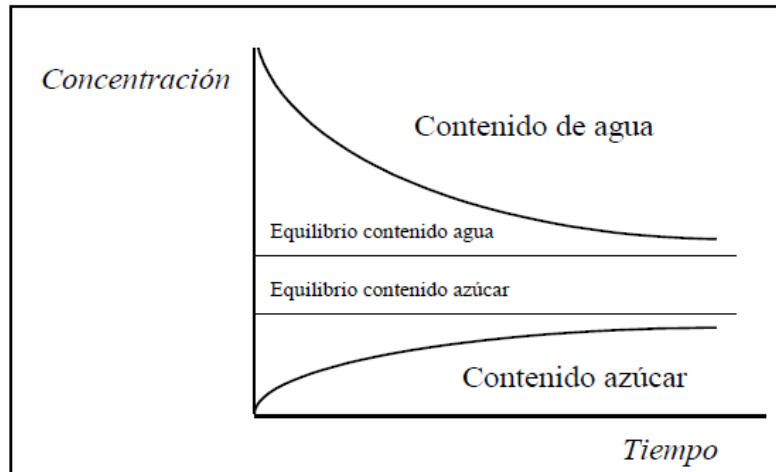 Concentración
Contenido de agua
Equilibrio contenido agua
Equilibrio contenido azúcar
Contenido azúcar
Tiempo